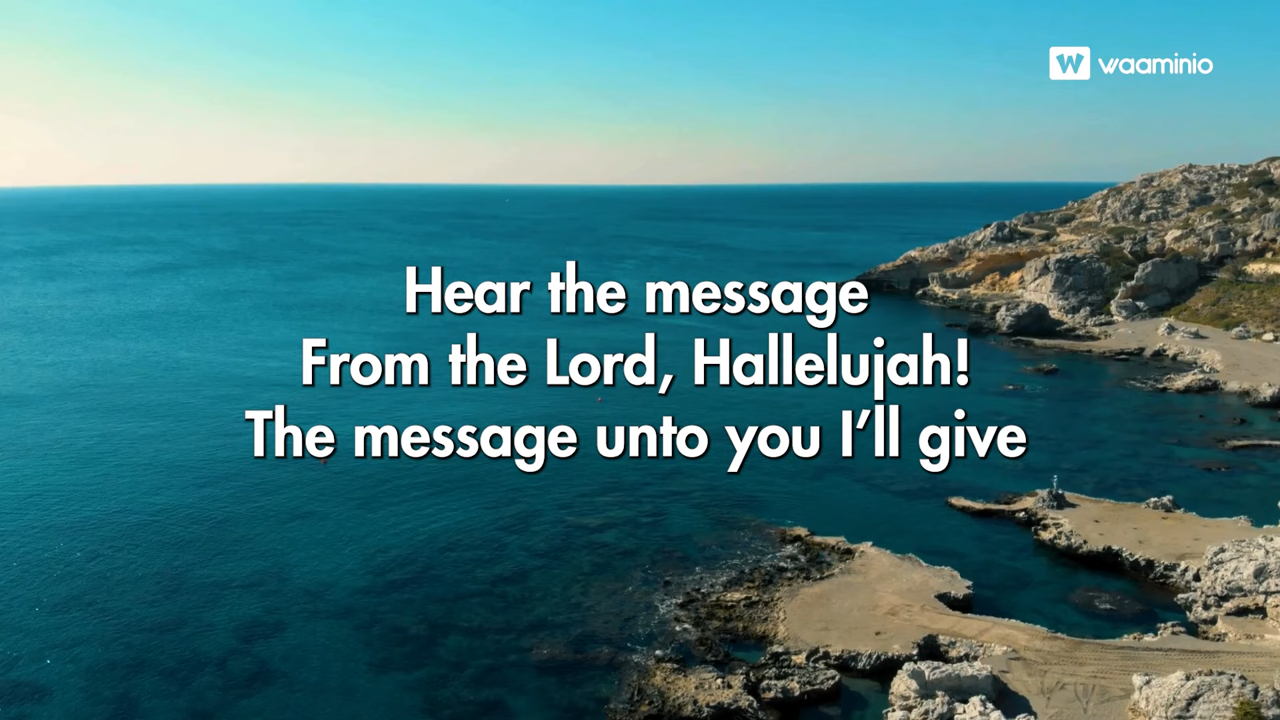 W waaminio
Hear the message
From the Lord, Hallelujah!
The message unto you I’ll give